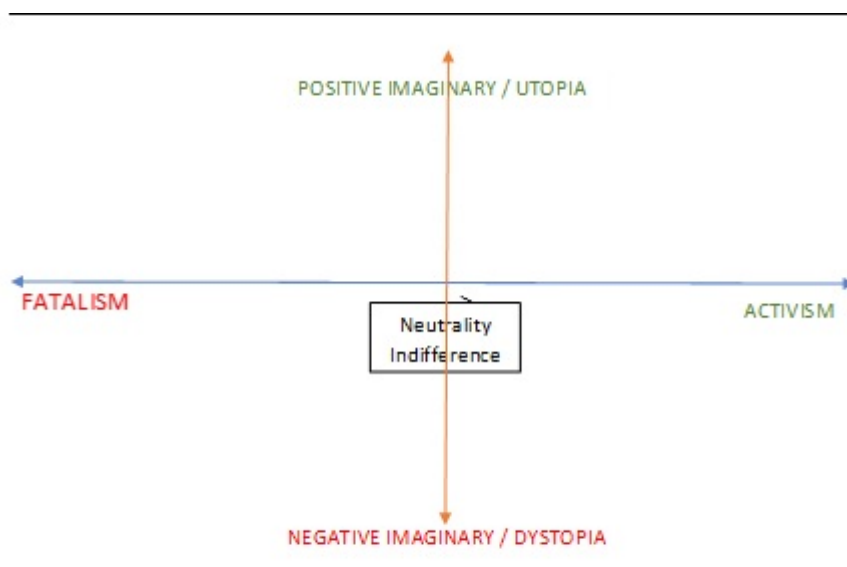 POSITIVE IMAGINARY / UTOPIA
FATALISM
ACTIVISM
Neutrality
Indifference
NEGATIVE IMAGINARY / DYSTOPIA